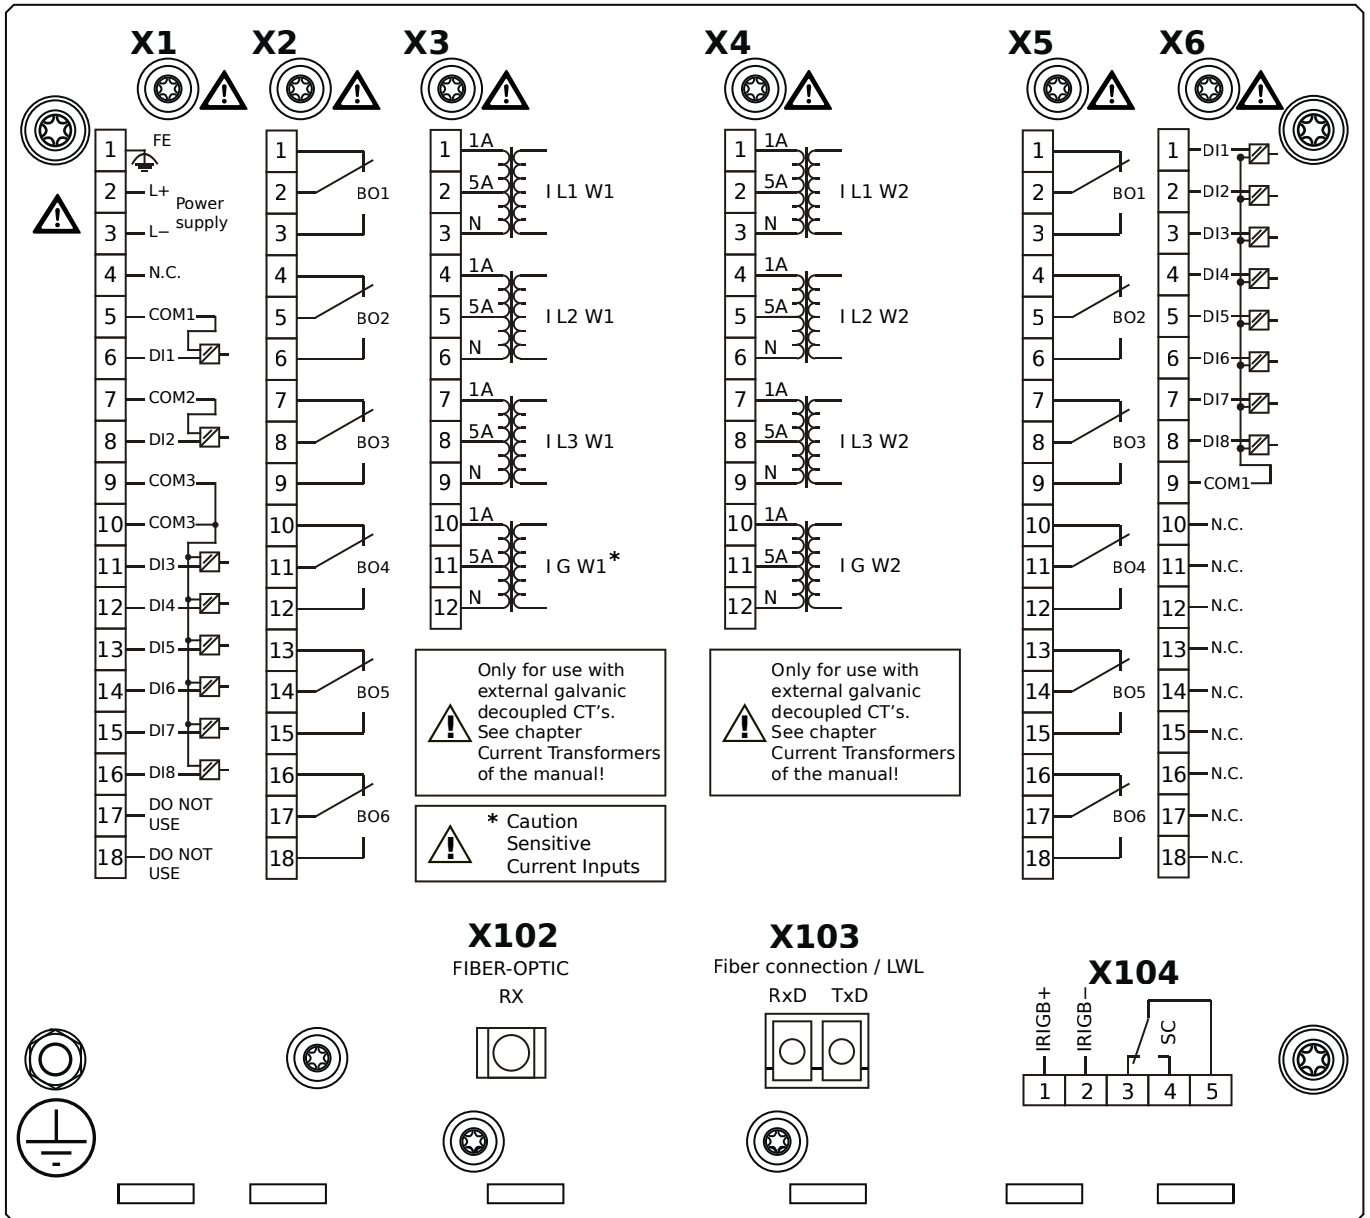 X1 X2 X3 X4 X5 X6
1 FE
2 L+
3 L−
Power
supply
4 N.C.
5 COM1
6 DI1
7 COM2
8 DI2
9 COM3
10 COM3
11 DI3
12 DI4
13 DI5
14 DI6
15 DI7
16 DI8
17 DO NOT
USE
18 DO NOT
USE
1
2 BO1
3
4
5 BO2
6
7
8 BO3
9
10
11 BO4
12
13
14 BO5
15
16
17 BO6
18
1 1A
2 5A I L1 W1
3 N
4 1A
5 5A I L2 W1
6 N
7 1A
8 5A I L3 W1
9 N
10 1A
11 5A I G W1*
12 N
Only for use with
external galvanic
decoupled CT's.
See chapter
Current Transformers
of the manual!
* Caution
Sensitive
Current Inputs
1 1A
2 5A I L1 W2
3 N
4 1A
5 5A I L2 W2
6 N
7 1A
8 5A I L3 W2
9 N
10 1A
11 5A I G W2
12 N
Only for use with
external galvanic
decoupled CT's.
See chapter
Current Transformers
of the manual!
1
2 BO1
3
4
5 BO2
6
7
8 BO3
9
10
11 BO4
12
13
14 BO5
15
16
17 BO6
18
1 DI1
2 DI2
3 DI3
4 DI4
5 DI5
6 DI6
7 DI7
8 DI8
9 COM1
10 N.C.
11 N.C.
12 N.C.
13 N.C.
14 N.C.
15 N.C.
16 N.C.
17 N.C.
18 N.C.
X102
FIBER-OPTIC
RX
X103
Fiber connection / LWL
RxD TxD
X104
IRIGB+
IRIGB−
SC
1 2 3 4 5